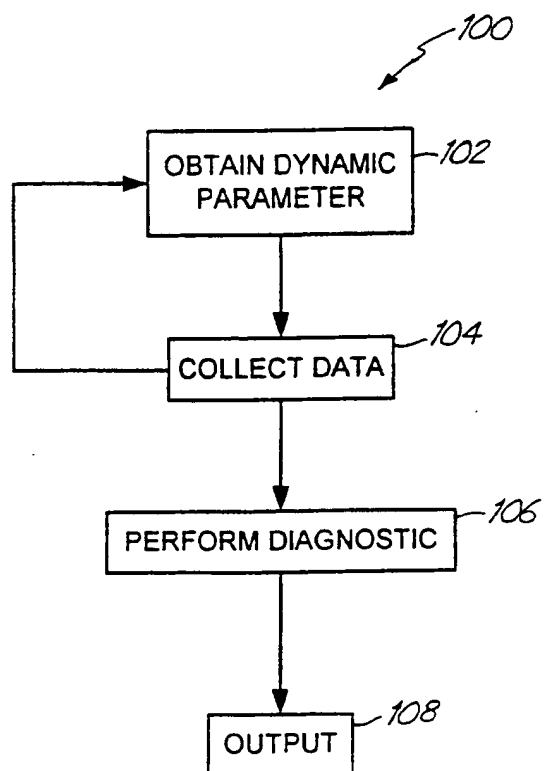 100
OBTAIN DYNAMIC
PARAMETER
102
COLLECT DATA
104
PERFORM DIAGNOSTIC
106
OUTPUT
108